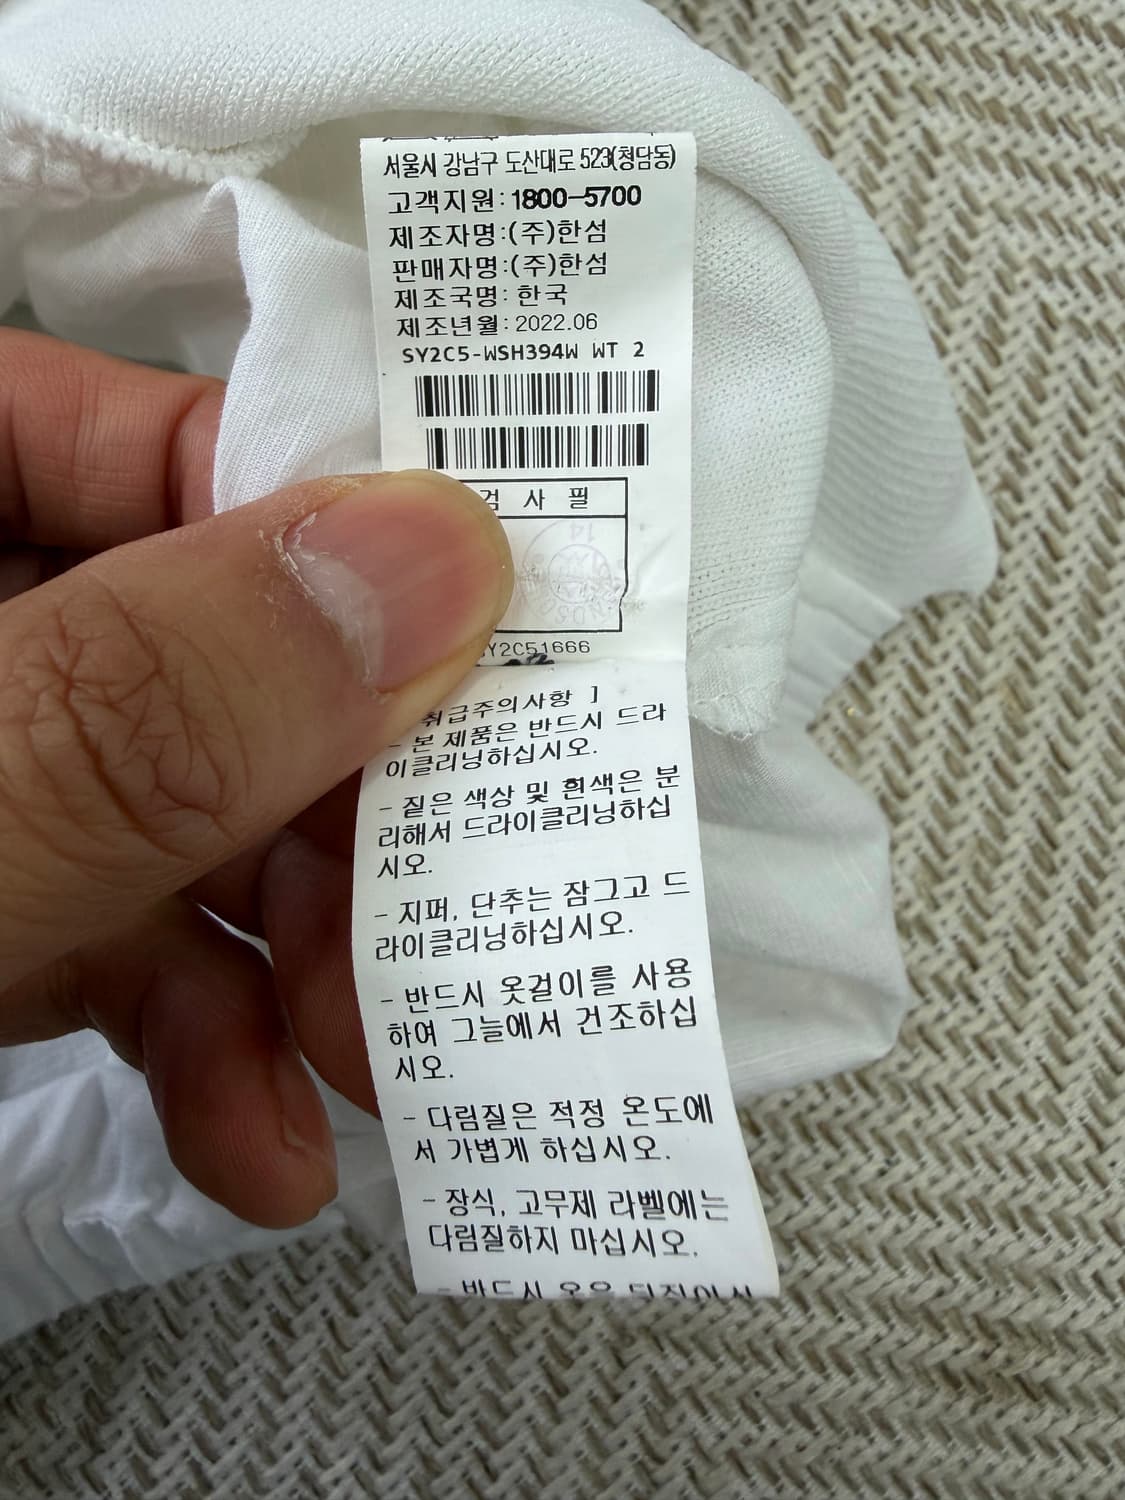 서울시 강남구 도산대로 523(청담동)
고객지원: 1800-5700
제조자명:(주)한섬
판매자명:(주)한섬
제조국명: 한국
제조년월: 2022.06
SY2C5-WSH394W WT 2
검 사 필
14
Y2C51666
취급주의사항 ]
- 본 제품은 반드시 드라
이클리닝하십시오.
- 짙은 색상 및 흰색은 분
리해서 드라이클리닝하십
시오.
- 지퍼, 단추는 잠그고 드
라이클리닝하십시오.
- 반드시 옷걸이를 사용
하여 그늘에서 건조하십
시오.
- 다림질은 적정 온도에
서 가볍게 하십시오.
- 장식, 고무제 라벨에는
다림질하지 마십시오.
- 반드시